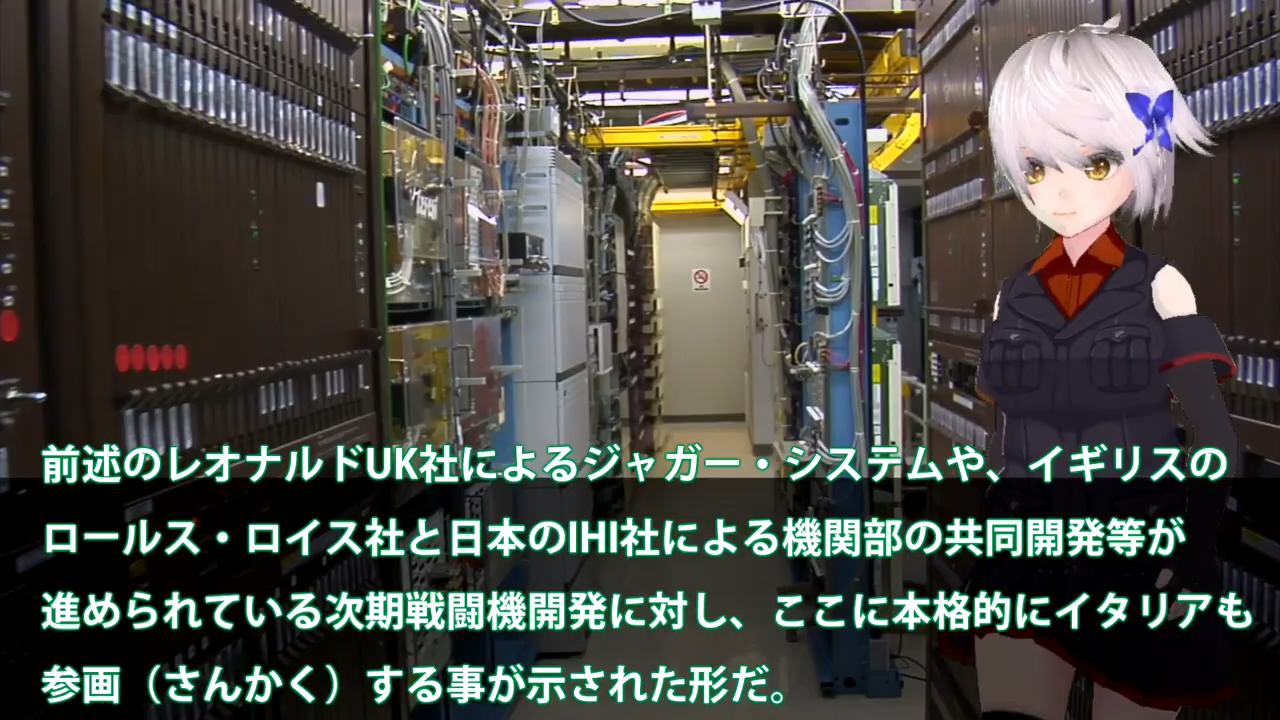 前述のレオナルドUK社によるジャガー・システムや、イギリスの
ロールス・ロイス社と日本のIHI社による機関部の共同開発等が
進められている次期戦闘機開発に対し、ここに本格的にイタリアも
参画（さんかく）する事が示された形だ。